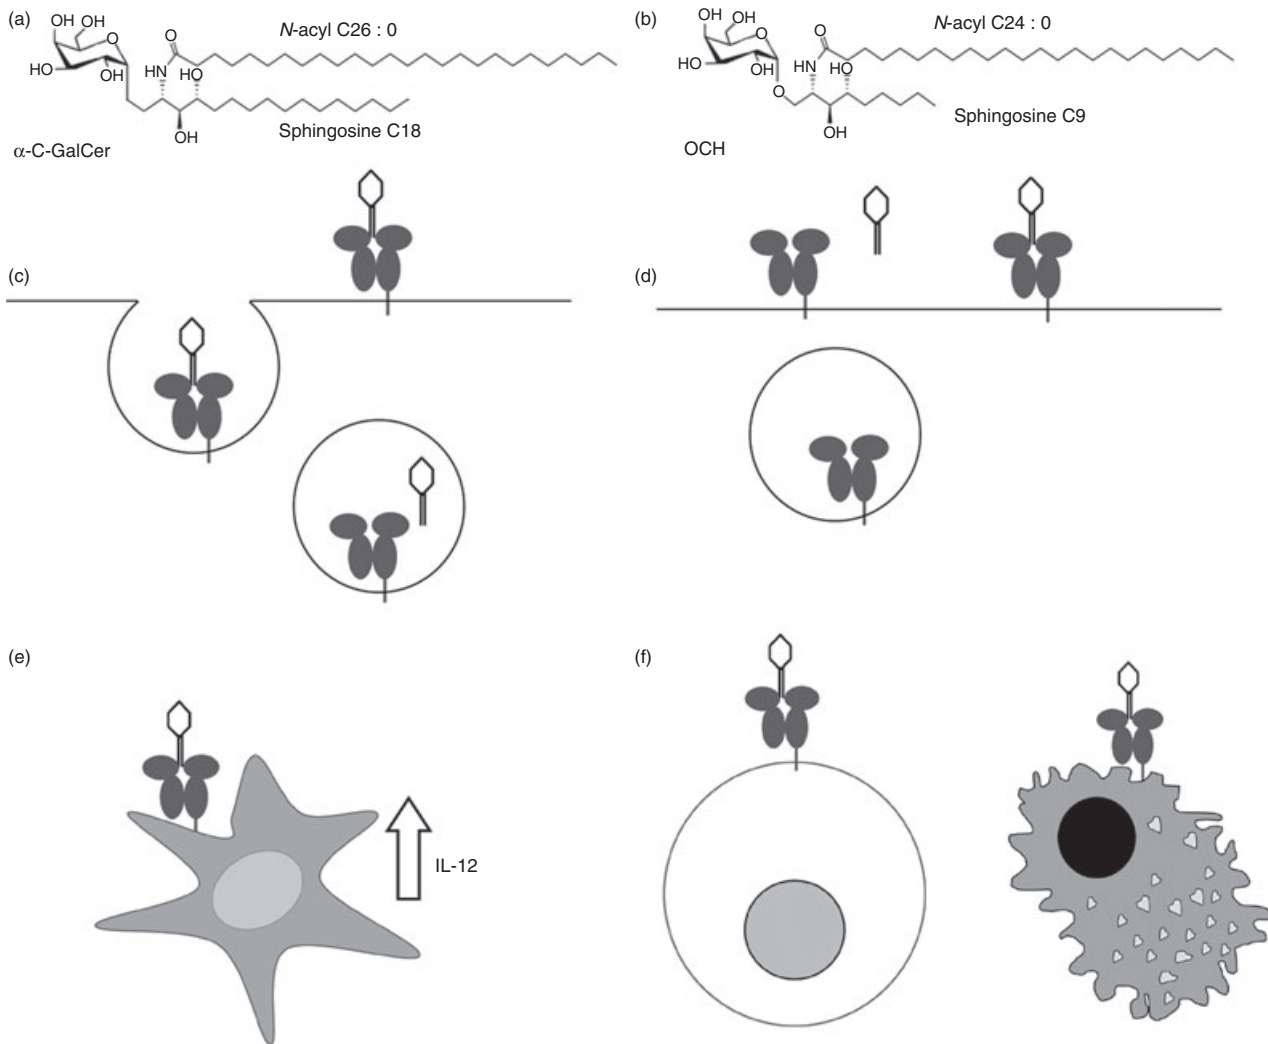 (a)
OH
OH
O
HO
OH
O
N-acyl C26 : 0
HN
HO
OH
Sphingosine C18
α-C-GalCer
(b)
OH
OH
O
HO
OH
O
O
N-acyl C24 : 0
HN
HO
OH
Sphingosine C9
OCH
(c)
(d)
(e)
IL-12
(f)